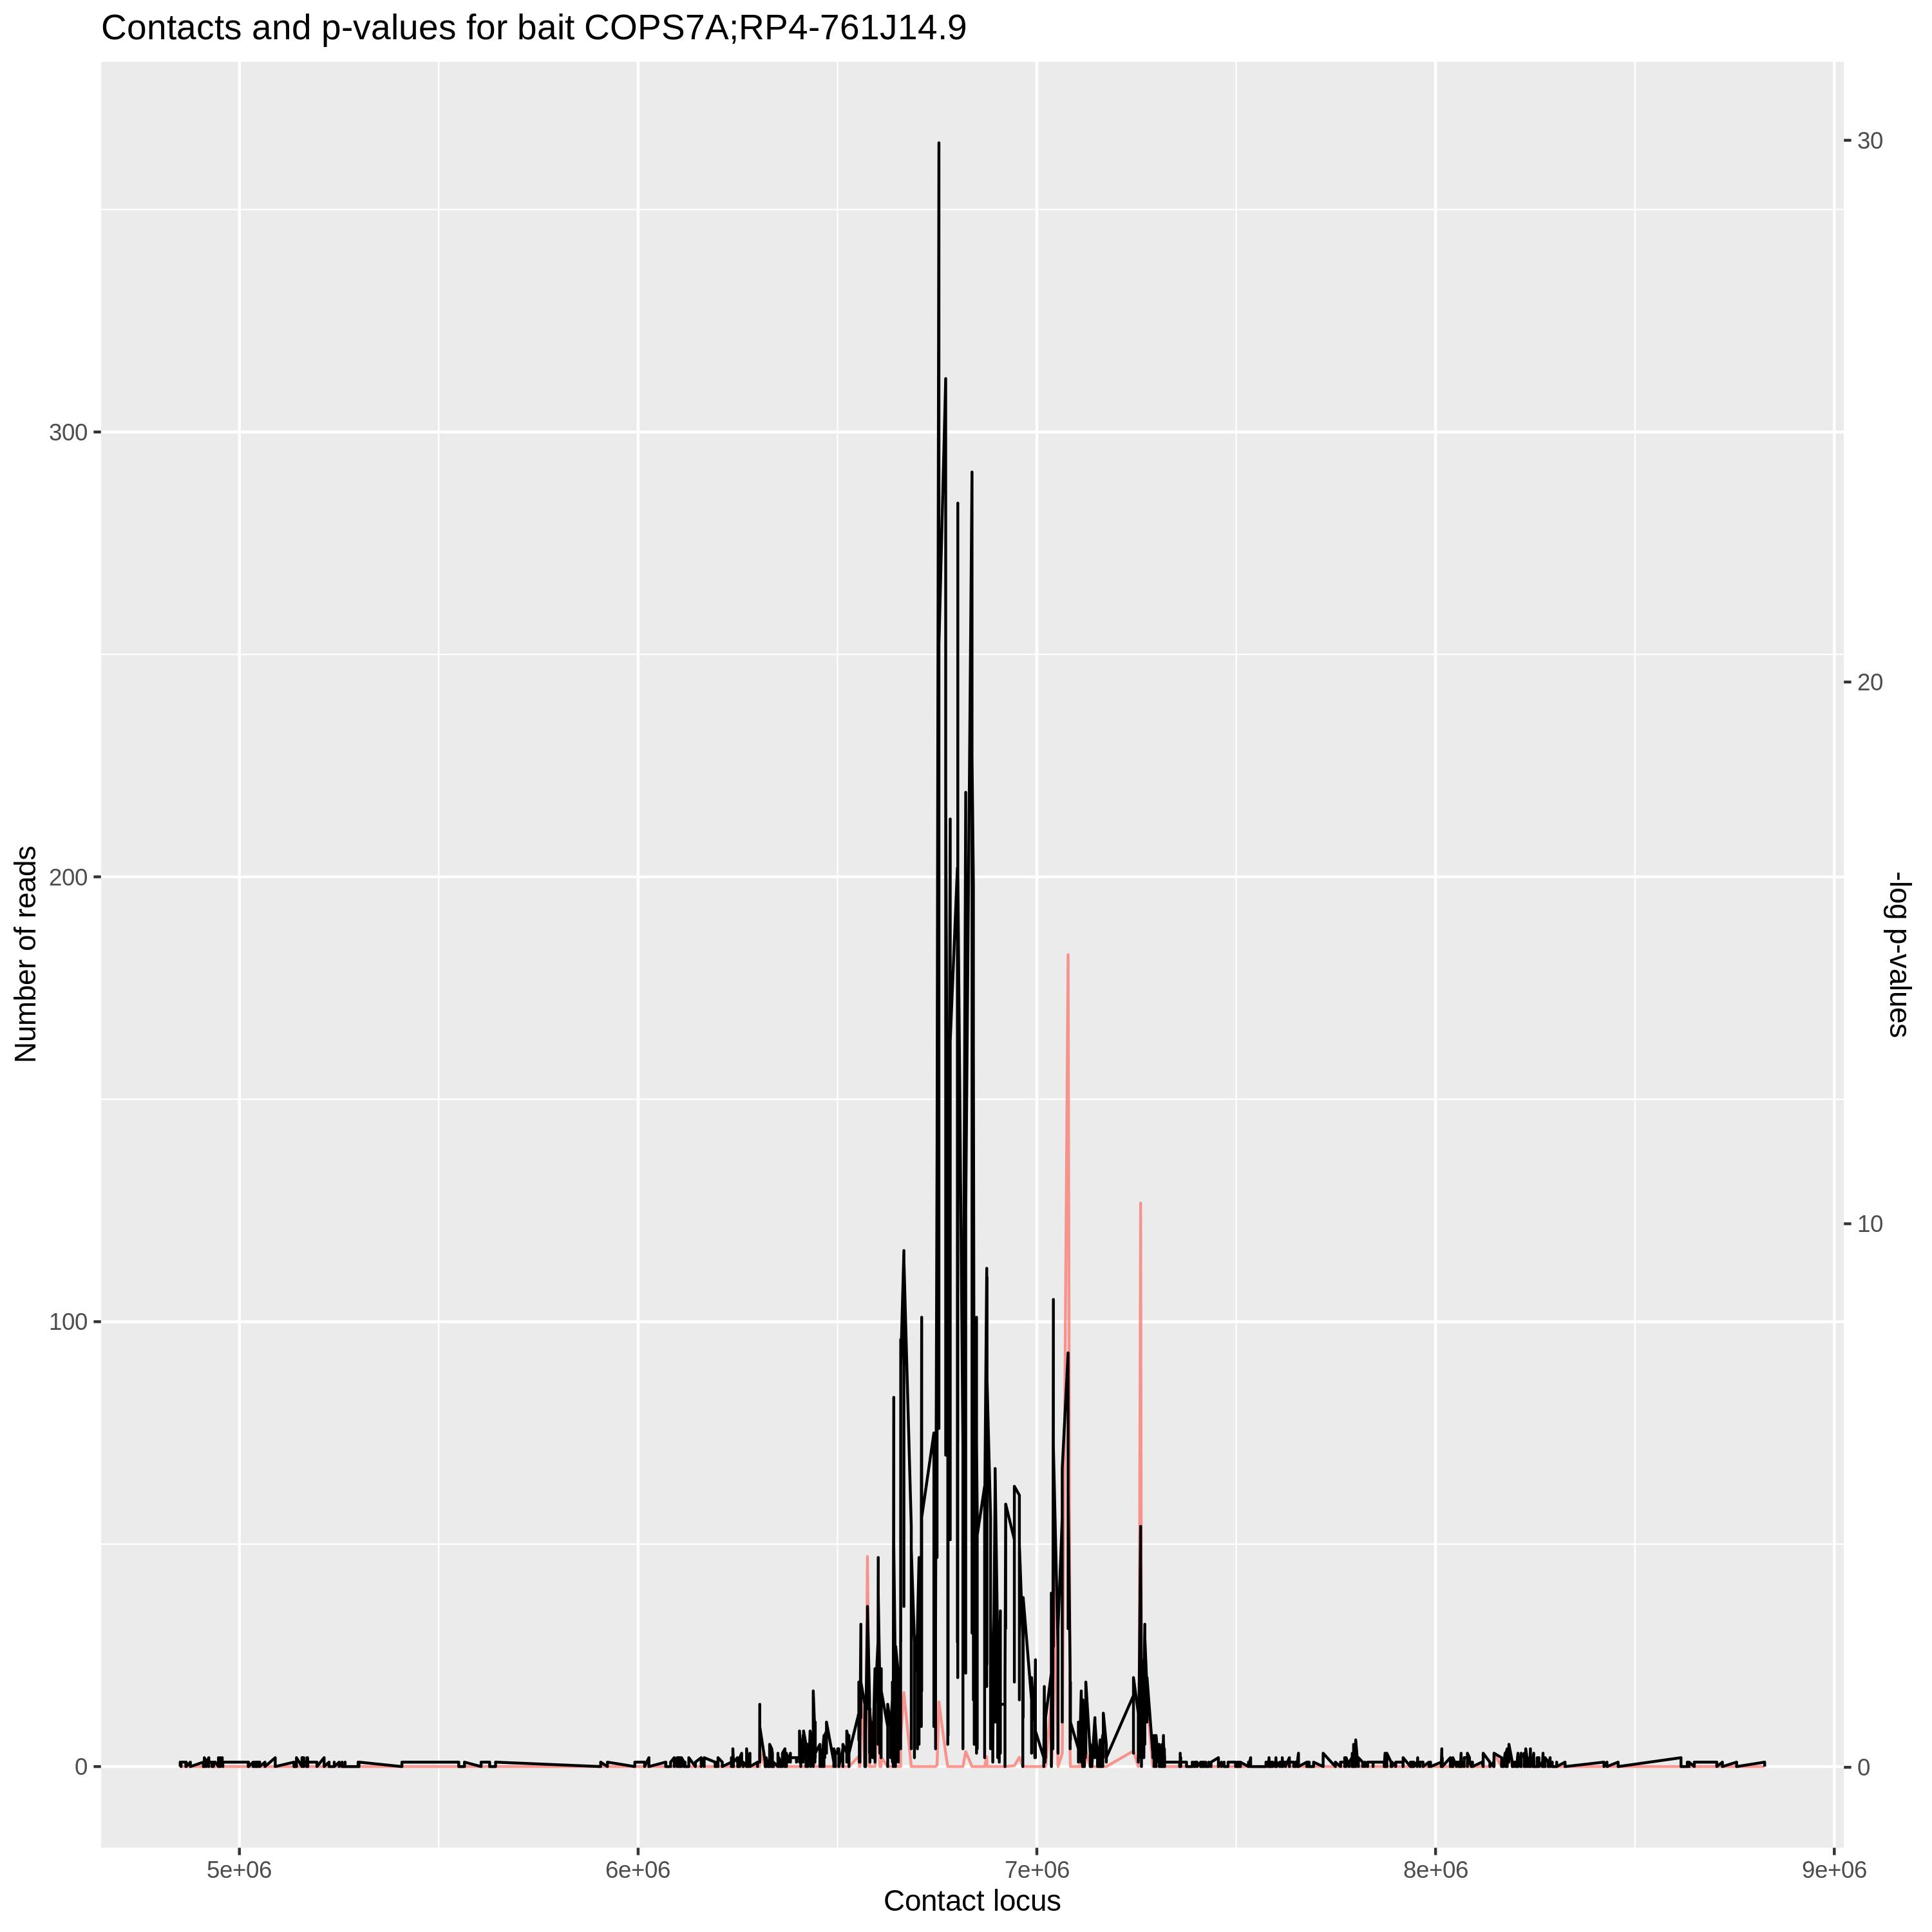 Contacts and p-values for bait COPS7A;RP4-761J14.9
Number of reads
300
200
100
0
30
20
10
0
-log p-values
5e+06
6e+06
7e+06
8e+06
9e+06
Contact locus